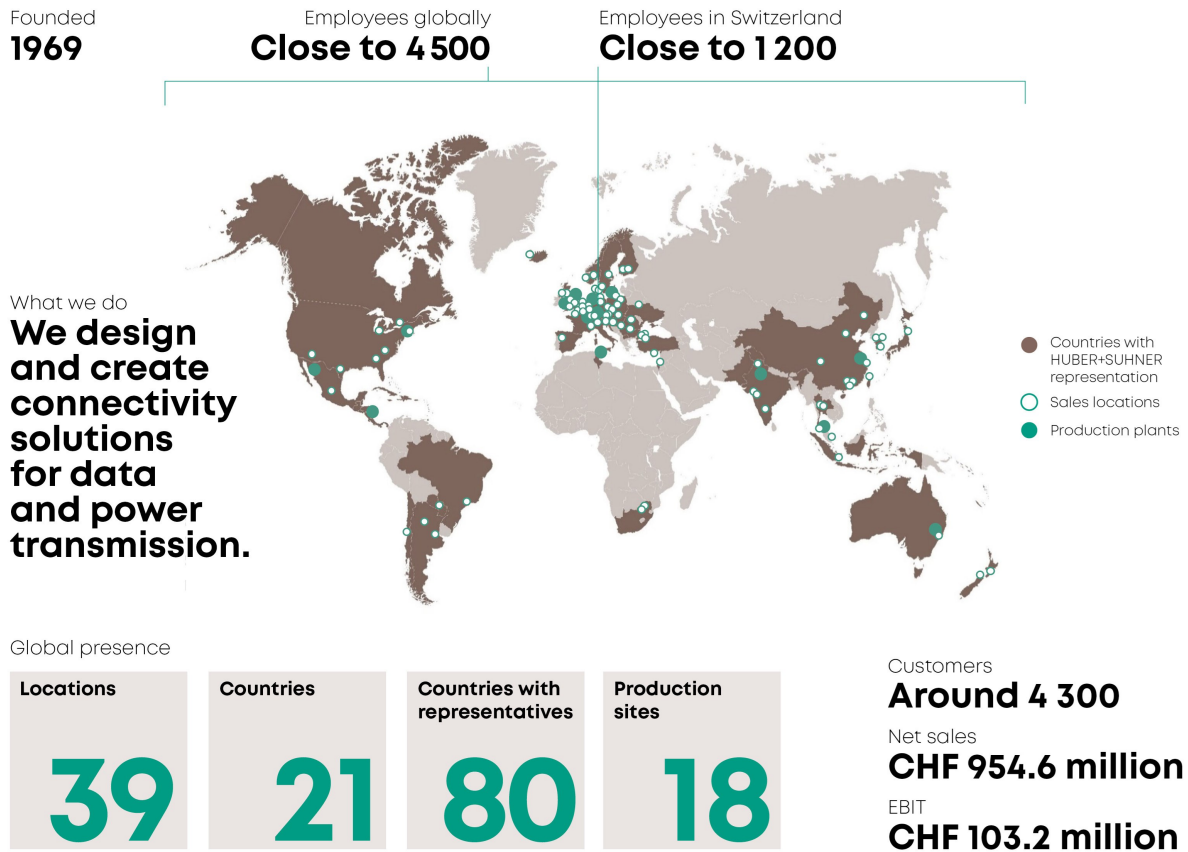 Founded
1969
Employees globally
Close to 4 500
Employees in Switzerland
Close to 1 200
What we do
We design
and create
connectivity
solutions
for data
and power
transmission.
Countries with
HUBER+SUHNER
representation
Sales locations
Production plants
Global presence
Locations
39
Countries
21
Countries with
representatives
80
Production
sites
18
Customers
Around 4 300
Net sales
CHF 954.6 million
EBIT
CHF 103.2 million